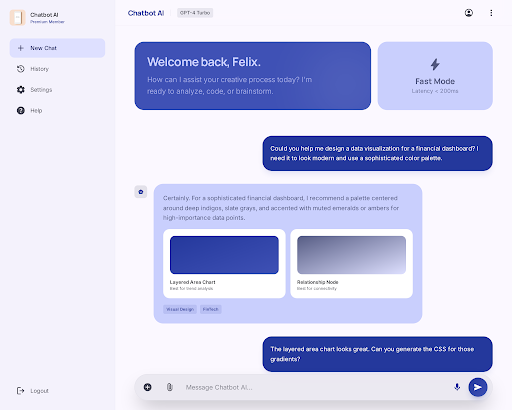 Chatbot AI
Premium Member
New Chat
History
Settings
Help
Logout
Chatbot AI
GPT-4 Turbo
Welcome back, Felix.
How can I assist your creative process today? I'm
ready to analyze, code, or brainstorm.
Fast Mode
Latency < 200ms
Could you help me design a data visualization for a financial dashboard? I
need it to look modern and use a sophisticated color palette.
Certainly. For a sophisticated financial dashboard, I recommend a palette centered
around deep indigos, slate grays, and accented with muted emeralds or ambers for
high-importance data points.
Layered Area Chart
Best for trend analysis
Relationship Node
Best for connectivity
Visual Design
FinTech
The layered area chart looks great. Can you generate the CSS for those
gradients?
Message Chatbot AI...